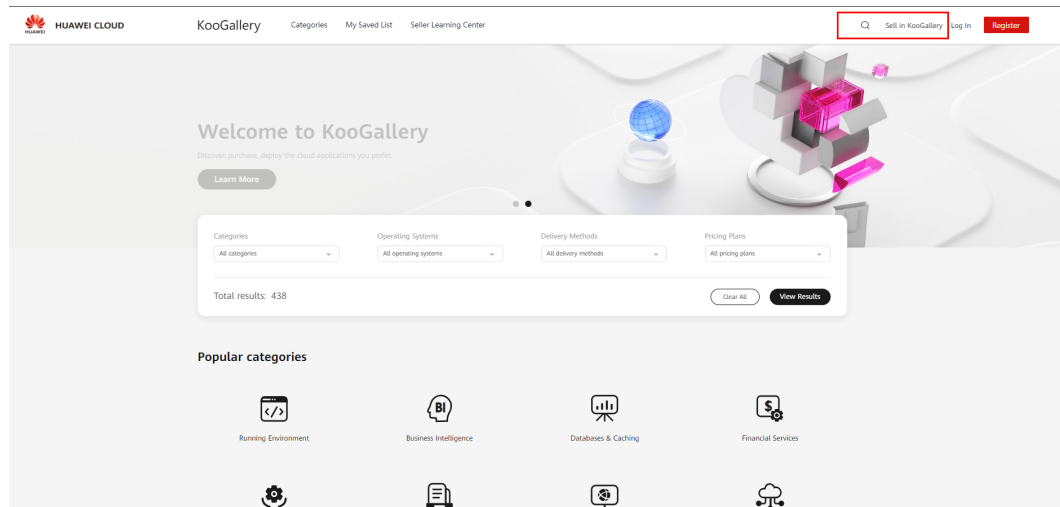 HUAWEI
HUAWEI CLOUD
KooGallery
Categories
My Saved List
Seller Learning Center
Sell in KooGallery
Log In
Register
Welcome to KooGallery
Discover, purchase, deploy the cloud applications you prefer.
Learn More
Categories
Operating Systems
Delivery Methods
Pricing Plans
All categories
All operating systems
All delivery methods
All pricing plans
Total results: 438
Clear All
View Results
Popular categories
</>
BI
$
Running Environment
Business Intelligence
Databases & Caching
Financial Services